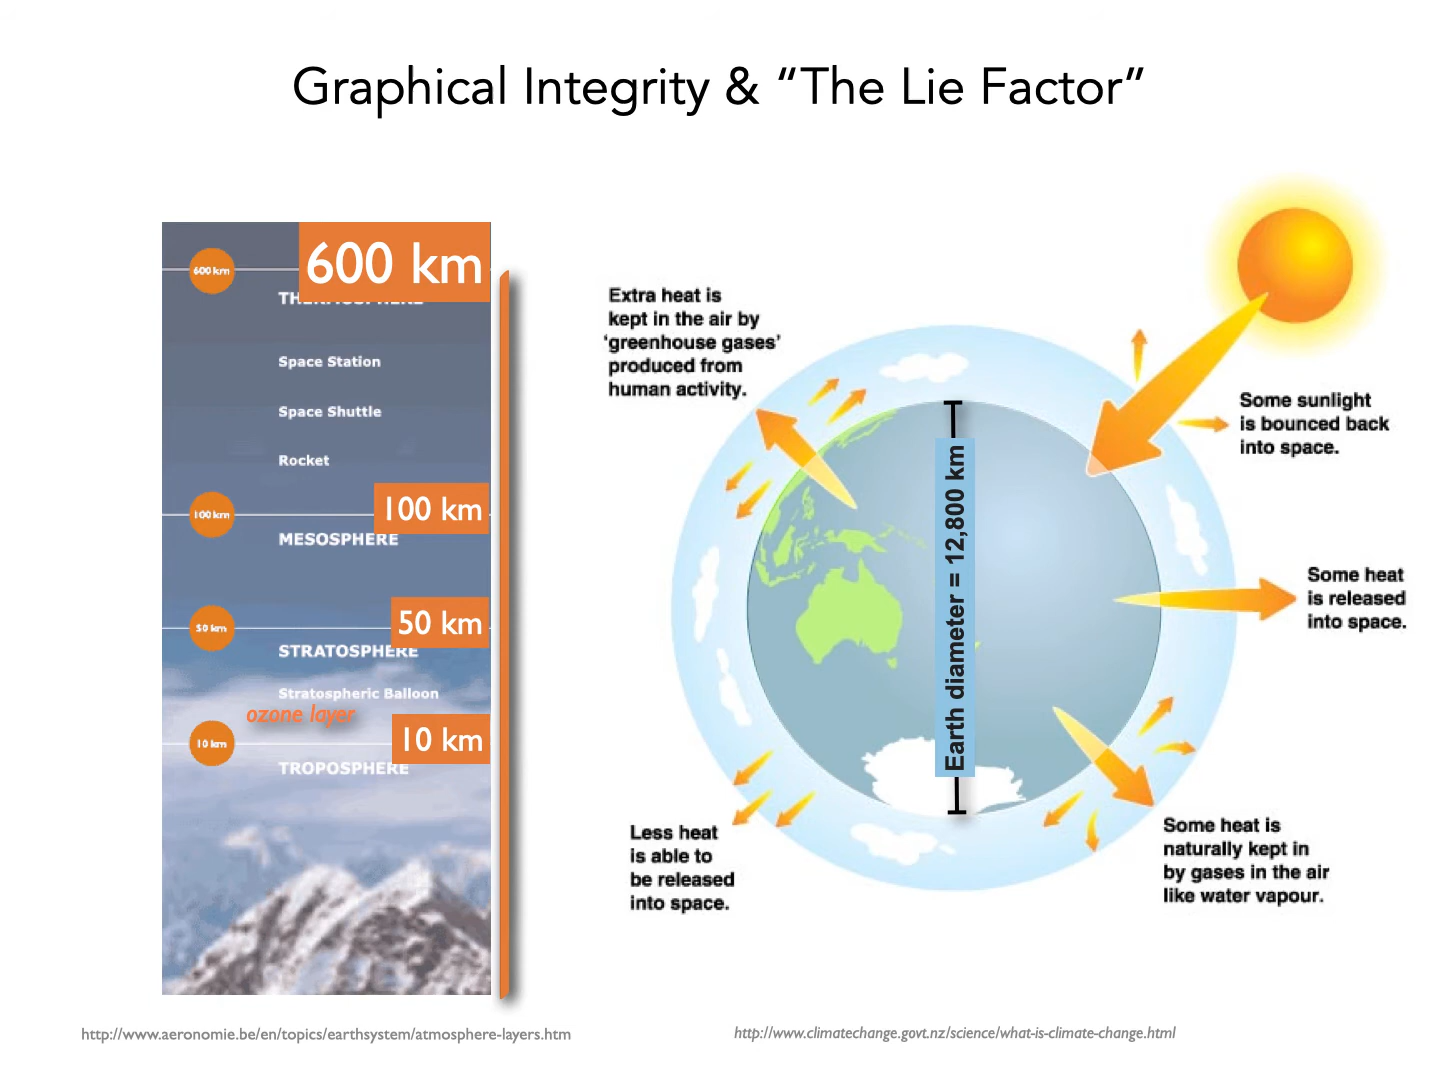 Graphical Integrity & “The Lie Factor”
600 km
600 km
THERMOSPHERE
Space Station
Space Shuttle
Rocket
100 km
100 km
MESOSPHERE
50 km
50 km
STRATOSPHERE
Stratospheric Balloon
ozone layer
10 km
10 km
TROPOSPHERE
http://www.aeronomie.be/en/topics/earthsystem/atmosphere-layers.htm
Extra heat is
kept in the air by
‘greenhouse gases’
produced from
human activity.
Some sunlight
is bounced back
into space.
Earth diameter = 12,800 km
Some heat
is released
into space.
Less heat
is able to
be released
into space.
Some heat is
naturally kept in
by gases in the air
like water vapour.
http://www.climatechange.govt.nz/science/what-is-climate-change.html